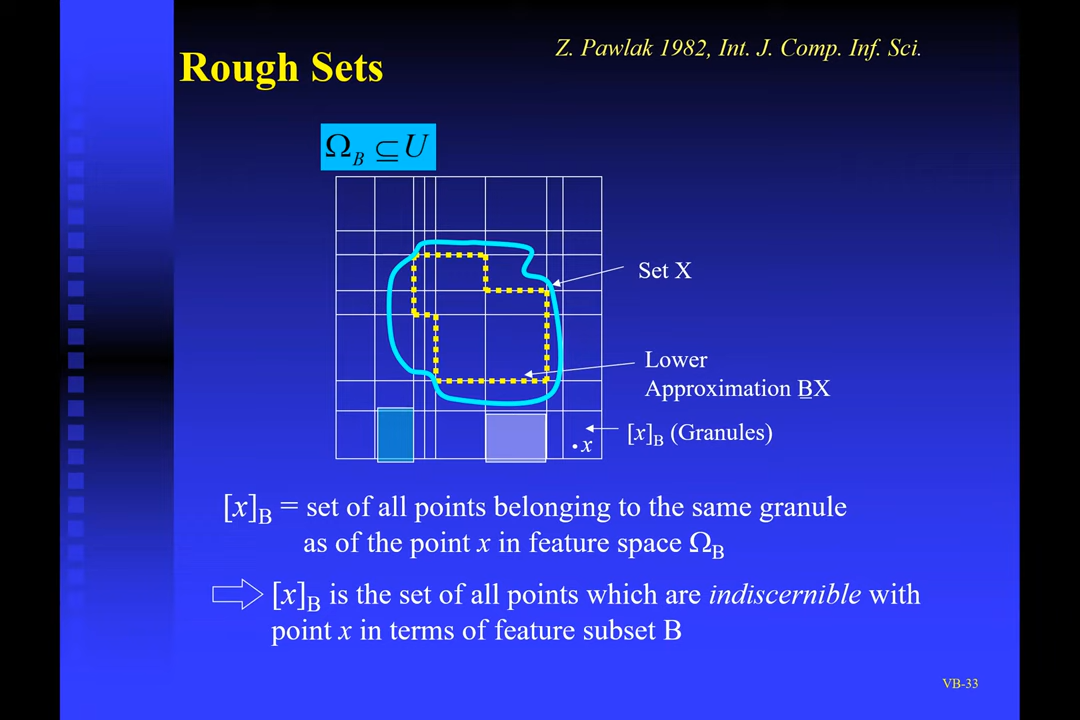 Z. Pawlak 1982, Int. J. Comp. Inf. Sci.
Rough Sets
Ω_B ⊆ U
Set X
Lower
Approximation B̲X
[x]_B (Granules)
• x
[x]_B = set of all points belonging to the same granule
as of the point x in feature space Ω_B
[x]_B is the set of all points which are indiscernible with
point x in terms of feature subset B
VB-33